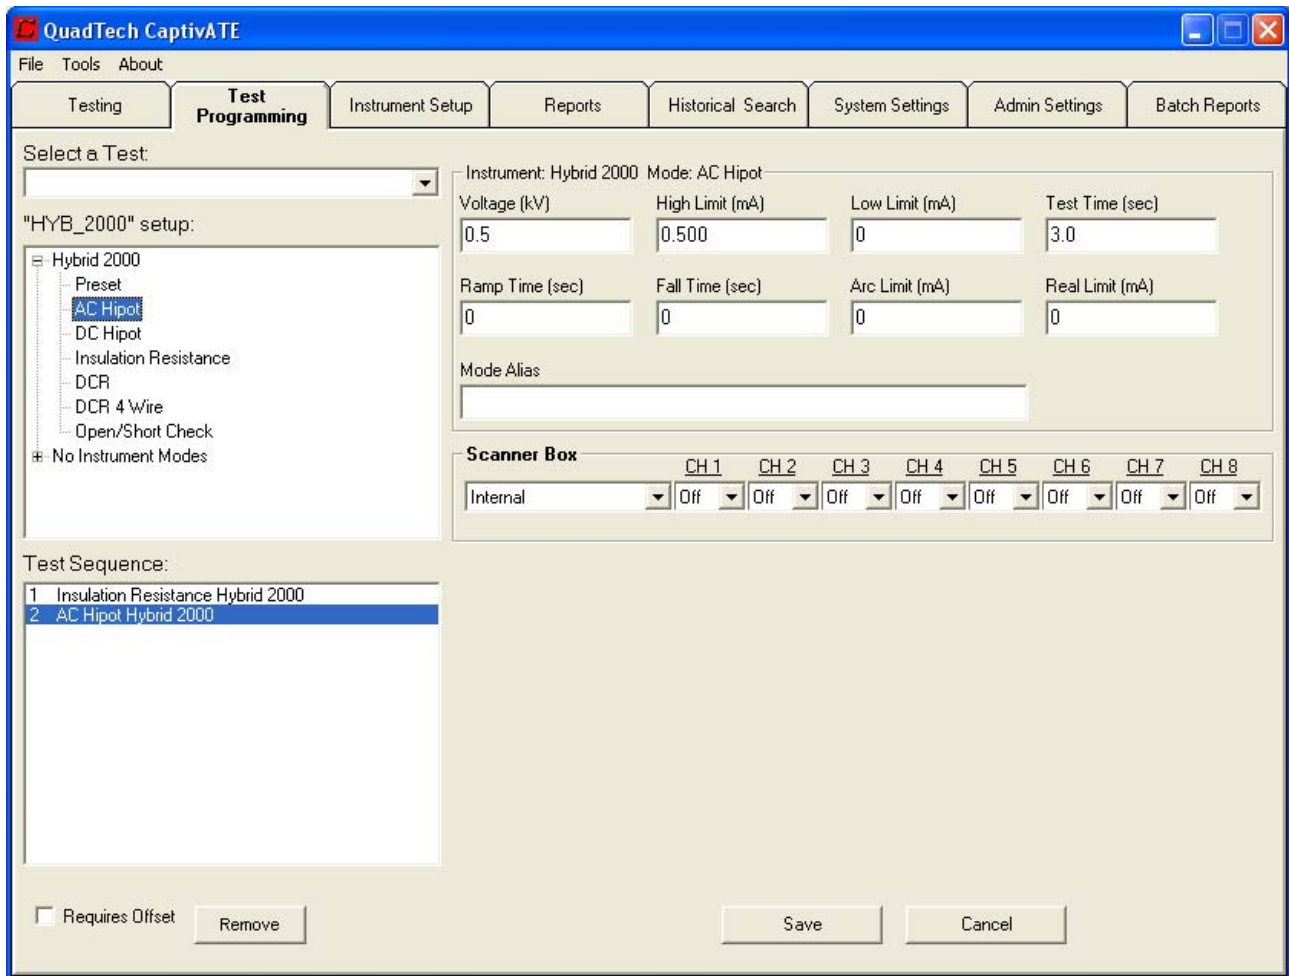 QuadTech CaptivATE
File Tools About
Testing
Test Programming
Instrument Setup
Reports
Historical Search
System Settings
Admin Settings
Batch Reports
Select a Test:
"HYB_2000" setup:
Hybrid 2000
Preset
AC Hipot
DC Hipot
Insulation Resistance
DCR
DCR 4 Wire
Open/Short Check
No Instrument Modes
Test Sequence:
1 Insulation Resistance Hybrid 2000
2 AC Hipot Hybrid 2000
Requires Offset
Remove
Instrument: Hybrid 2000 Mode: AC Hipot
Voltage (kV) High Limit (mA) Low Limit (mA) Test Time (sec)
0.5 0.500 0 3.0
Ramp Time (sec) Fall Time (sec) Arc Limit (mA) Real Limit (mA)
0 0 0 0
Mode Alias
Scanner Box
CH 1 CH 2 CH 3 CH 4 CH 5 CH 6 CH 7 CH 8
Internal Off Off Off Off Off Off Off Off
Save
Cancel